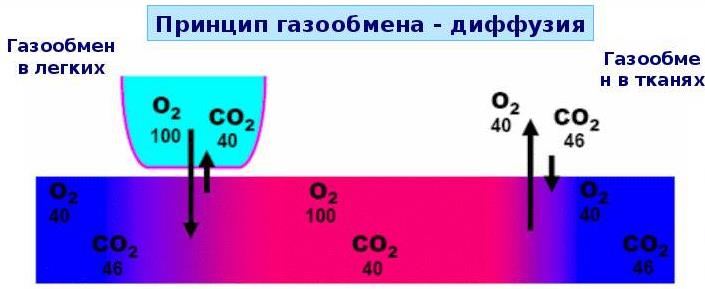 Принцип газообмена - диффузия
Газообмен
в легких
Газообме
н в тканях
O2
100
CO2
40
O2
40
CO2
46
O2
40
CO2
46
O2
100
CO2
40
O2
40
CO2
46